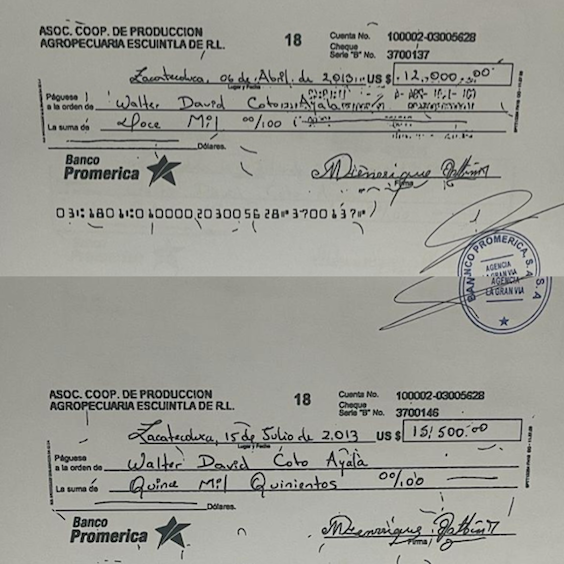 ASOC. COOP. DE PRODUCCION
AGROPECUARIA ESCUINTLA DE R.L.
18
Cuenta No. 100002-03005628
Cheque
Serie "B" No. 3700137
Zacatecoluca, 06 de Abril de 2013 US $ 12,000.00
Lugar y Fecha
Páguese
a la orden de Walter David Coto Ayala
La suma de Doce Mil 00/100
Dólares.
Banco
Promerica
Firma
BANCO PROMERICA, S.A.
AGENCIA
LA GRAN VIA
ASOC. COOP. DE PRODUCCION
AGROPECUARIA ESCUINTLA DE R.L.
18
Cuenta No. 100002-03005628
Cheque
Serie "B" No. 3700146
Zacatecoluca, 15 de Julio de 2.013 US $ 15,500.00
Lugar y Fecha
Páguese
a la orden de Walter David Coto Ayala
La suma de Quince Mil Quinientos 00/100
Dólares.
Banco
Promerica
Firma